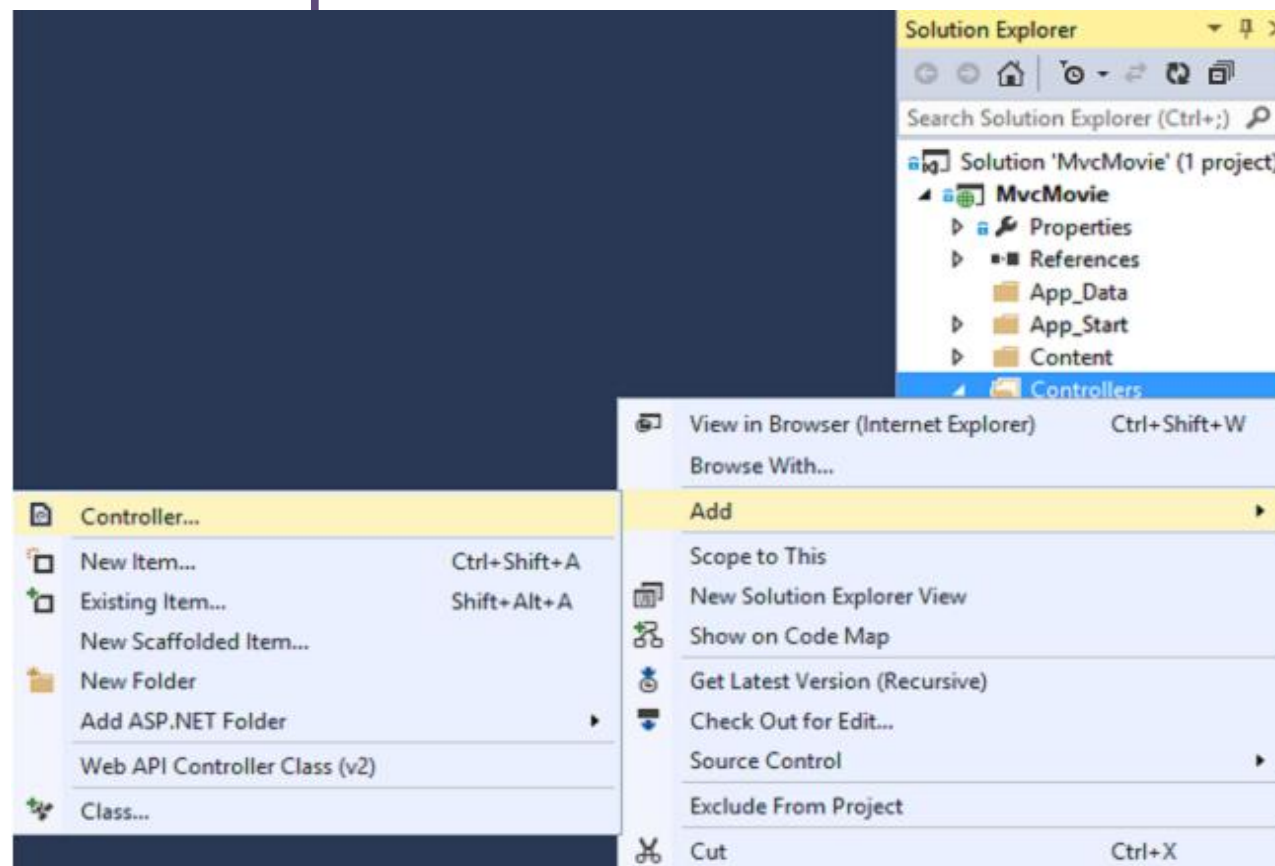 Solution Explorer
Search Solution Explorer (Ctrl+;)
Solution 'MvcMovie' (1 project)
MvcMovie
Properties
References
App_Data
App_Start
Content
Controllers
View in Browser (Internet Explorer) Ctrl+Shift+W
Browse With...
Add
Scope to This
New Solution Explorer View
Show on Code Map
Get Latest Version (Recursive)
Check Out for Edit...
Source Control
Exclude From Project
Cut Ctrl+X
Controller...
New Item... Ctrl+Shift+A
Existing Item... Shift+Alt+A
New Scaffolded Item...
New Folder
Add ASP.NET Folder
Web API Controller Class (v2)
Class...